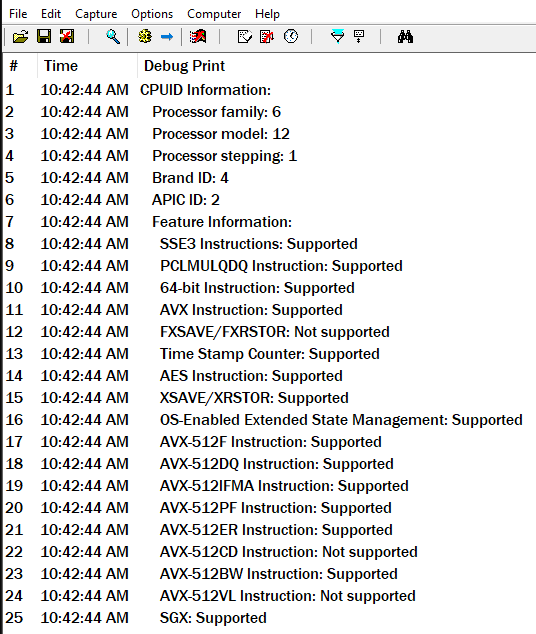 File Edit Capture Options Computer Help
# Time Debug Print
1 10:42:44 AM CPUID Information:
2 10:42:44 AM Processor family: 6
3 10:42:44 AM Processor model: 12
4 10:42:44 AM Processor stepping: 1
5 10:42:44 AM Brand ID: 4
6 10:42:44 AM APIC ID: 2
7 10:42:44 AM Feature Information:
8 10:42:44 AM SSE3 Instructions: Supported
9 10:42:44 AM PCLMULQDQ Instruction: Supported
10 10:42:44 AM 64-bit Instruction: Supported
11 10:42:44 AM AVX Instruction: Supported
12 10:42:44 AM FXSAVE/FXRSTOR: Not supported
13 10:42:44 AM Time Stamp Counter: Supported
14 10:42:44 AM AES Instruction: Supported
15 10:42:44 AM XSAVE/XRSTOR: Supported
16 10:42:44 AM OS-Enabled Extended State Management: Supported
17 10:42:44 AM AVX-512F Instruction: Supported
18 10:42:44 AM AVX-512DQ Instruction: Supported
19 10:42:44 AM AVX-512IFMA Instruction: Supported
20 10:42:44 AM AVX-512PF Instruction: Supported
21 10:42:44 AM AVX-512ER Instruction: Supported
22 10:42:44 AM AVX-512CD Instruction: Not supported
23 10:42:44 AM AVX-512BW Instruction: Supported
24 10:42:44 AM AVX-512VL Instruction: Not supported
25 10:42:44 AM SGX: Supported